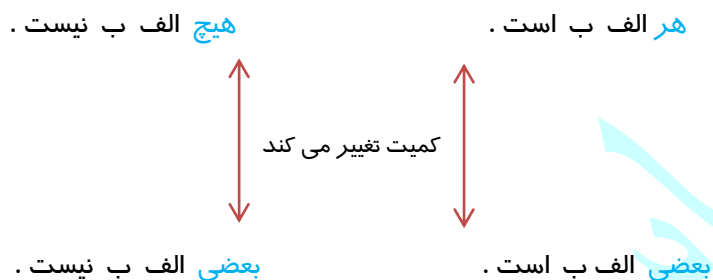 هر الف ب است . هیچ الف ب نیست .
کمیت تغییر می کند
بعضی الف ب است . بعضی الف ب نیست .